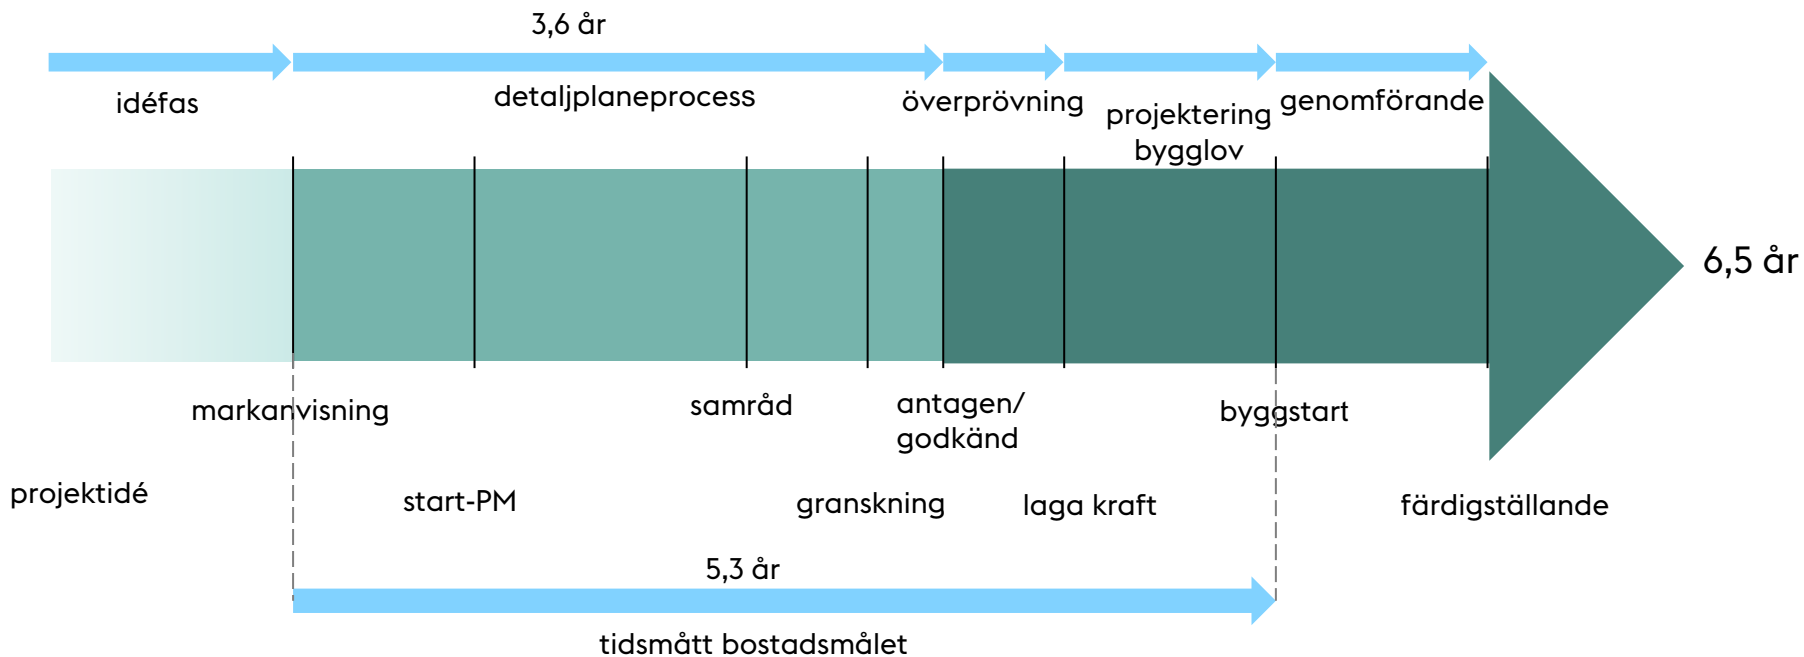 3,6 år
idéfas
detaljplaneprocess
överprövning
projektering
bygglov
genomförande
6,5 år
markanvisning
samråd
antagen/
godkänd
byggstart
projektidé
start-PM
granskning
laga kraft
färdigställande
5,3 år
tidsmått bostadsmålet